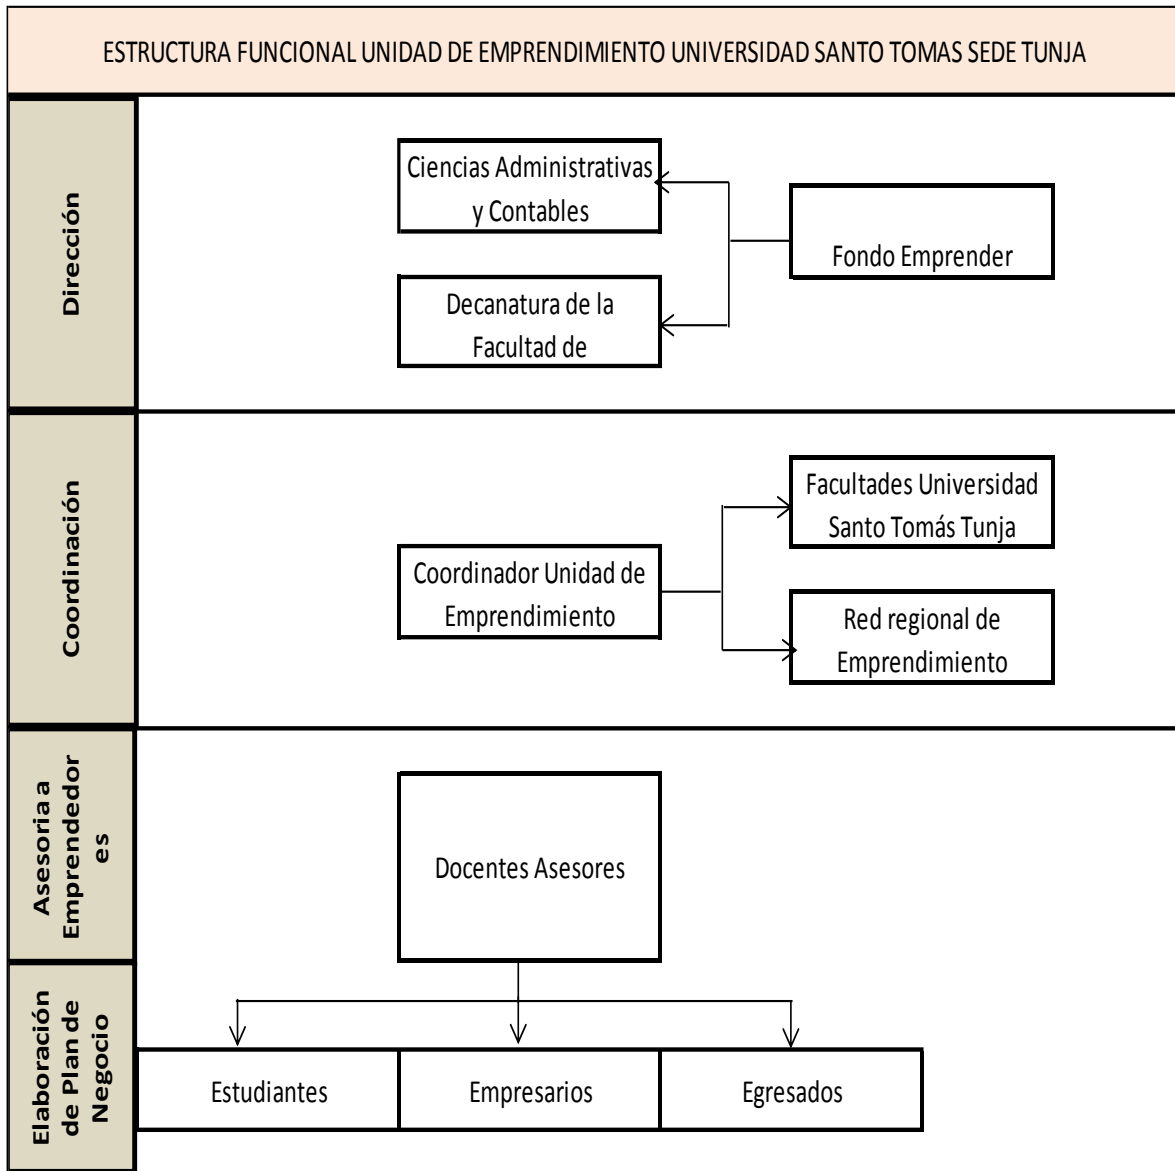 ESTRUCTURA FUNCIONAL UNIDAD DE EMPRENDIMIENTO UNIVERSIDAD SANTO TOMAS SEDE TUNJA
Dirección
Ciencias Administrativas
y Contables
Fondo Emprender
Decanatura de la
Facultad de
Coordinación
Coordinador Unidad de
Emprendimiento
Facultades Universidad
Santo Tomás Tunja
Red regional de
Emprendimiento
Asesoria a
Emprendedor
es
Docentes Asesores
Elaboración
de Plan de
Negocio
Estudiantes
Empresarios
Egresados